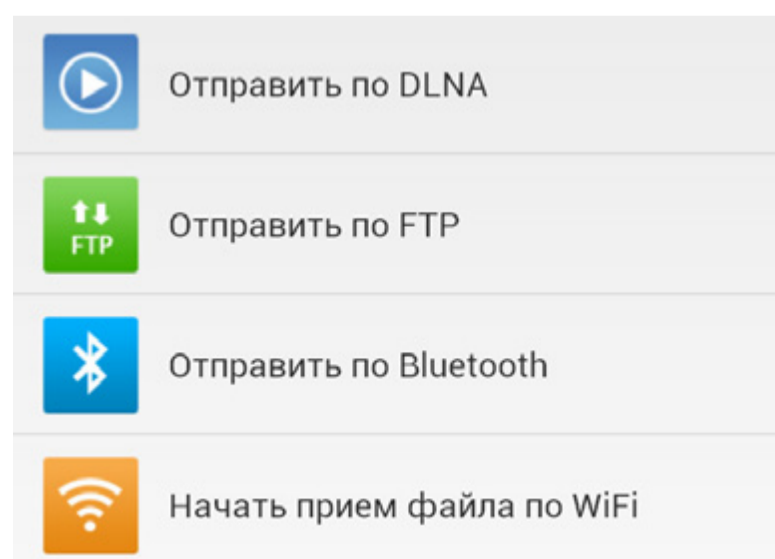 Отправить по DLNA
FTP
Отправить по FTP
Отправить по Bluetooth
Начать прием файла по WiFi